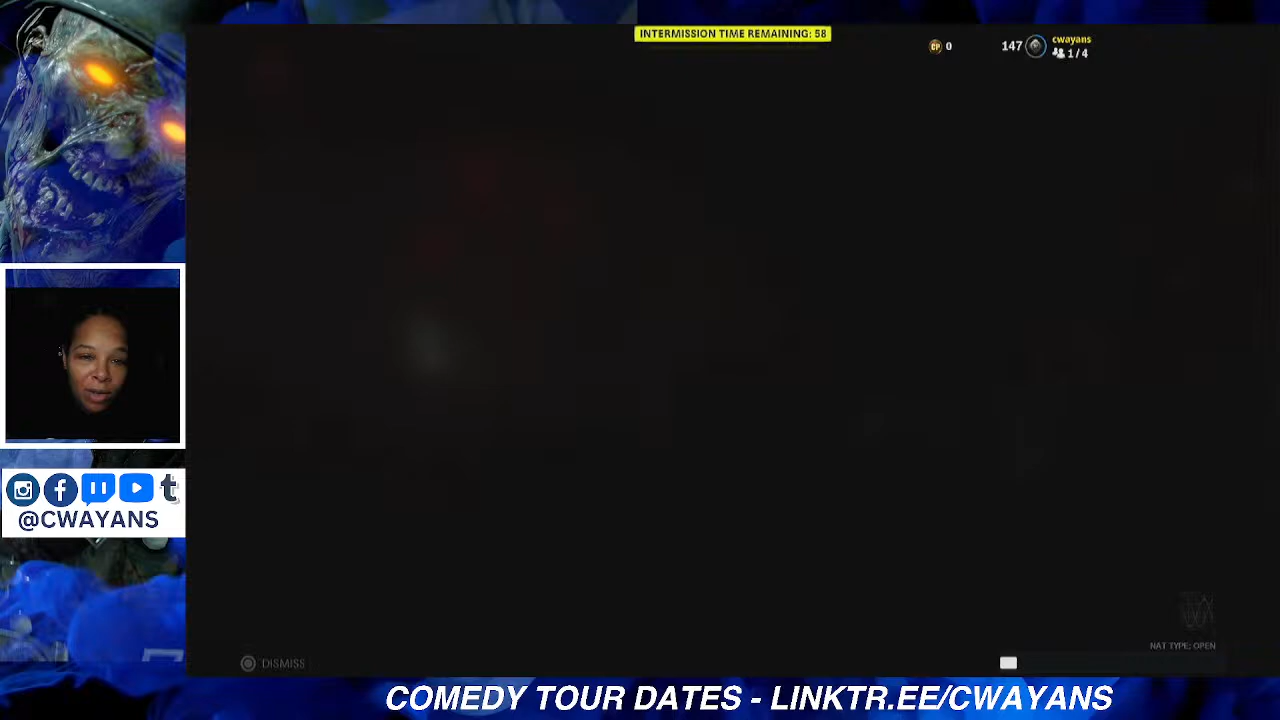 INTERMISSION TIME REMAINING: 58
CP 0
147
cwayans
1 / 4
@CWAYANS
DISMISS
NAT TYPE: OPEN
COMEDY TOUR DATES - LINKTR.EE/CWAYANS